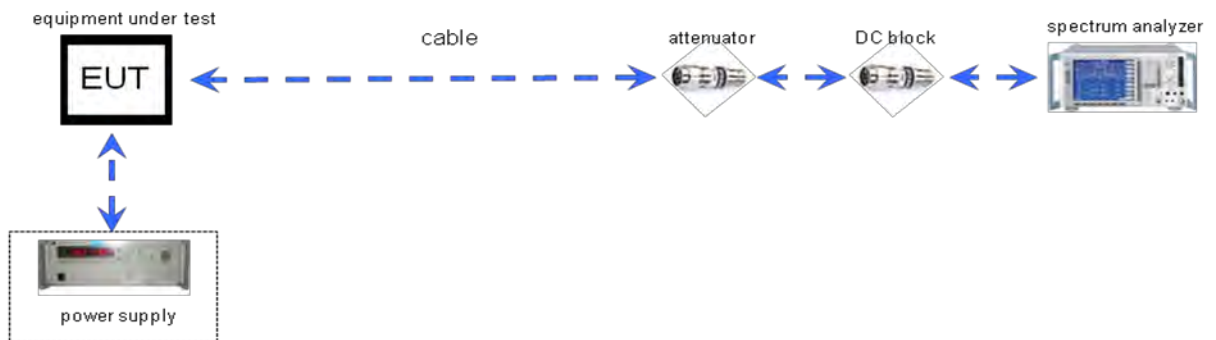 equipment under test
EUT
cable
attenuator
DC block
spectrum analyzer
power supply